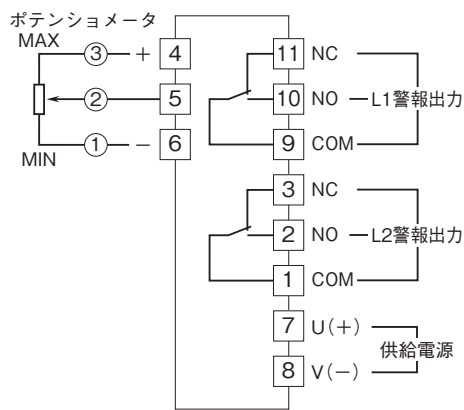 ポテンショメータ
MAX
③ + 4
② 5
① − 6
MIN
11 NC
10 NO L1警報出力
9 COM
3 NC
2 NO L2警報出力
1 COM
7 U(+)
供給電源
8 V(−)